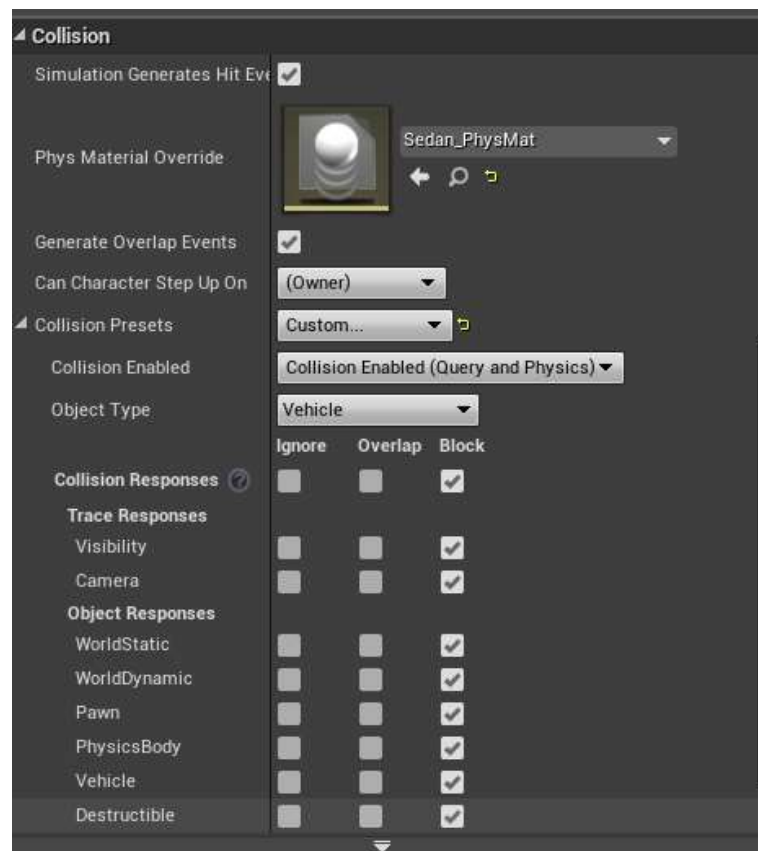 Collision
Simulation Generates Hit Eve
Phys Material Override
Sedan_PhysMat
Generate Overlap Events
Can Character Step Up On (Owner)
Collision Presets Custom...
Collision Enabled Collision Enabled (Query and Physics)
Object Type Vehicle
Ignore Overlap Block
Collision Responses ?
Trace Responses
Visibility
Camera
Object Responses
WorldStatic
WorldDynamic
Pawn
PhysicsBody
Vehicle
Destructible